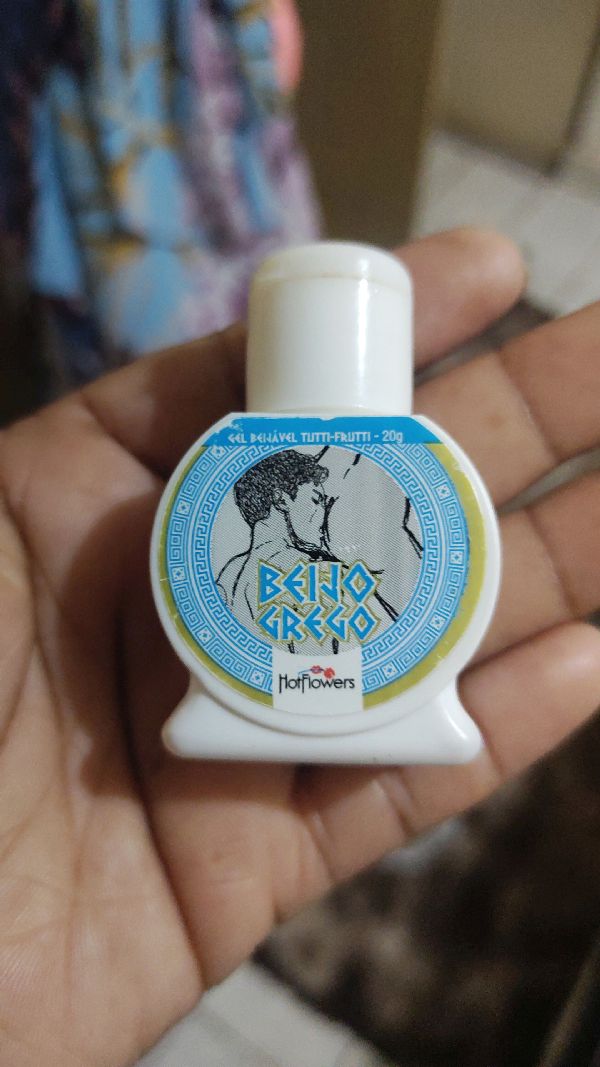 GEL BEIJÁVEL TUTTI-FRUTTI - 20g
BEIJO
GREGO
HotFlowers